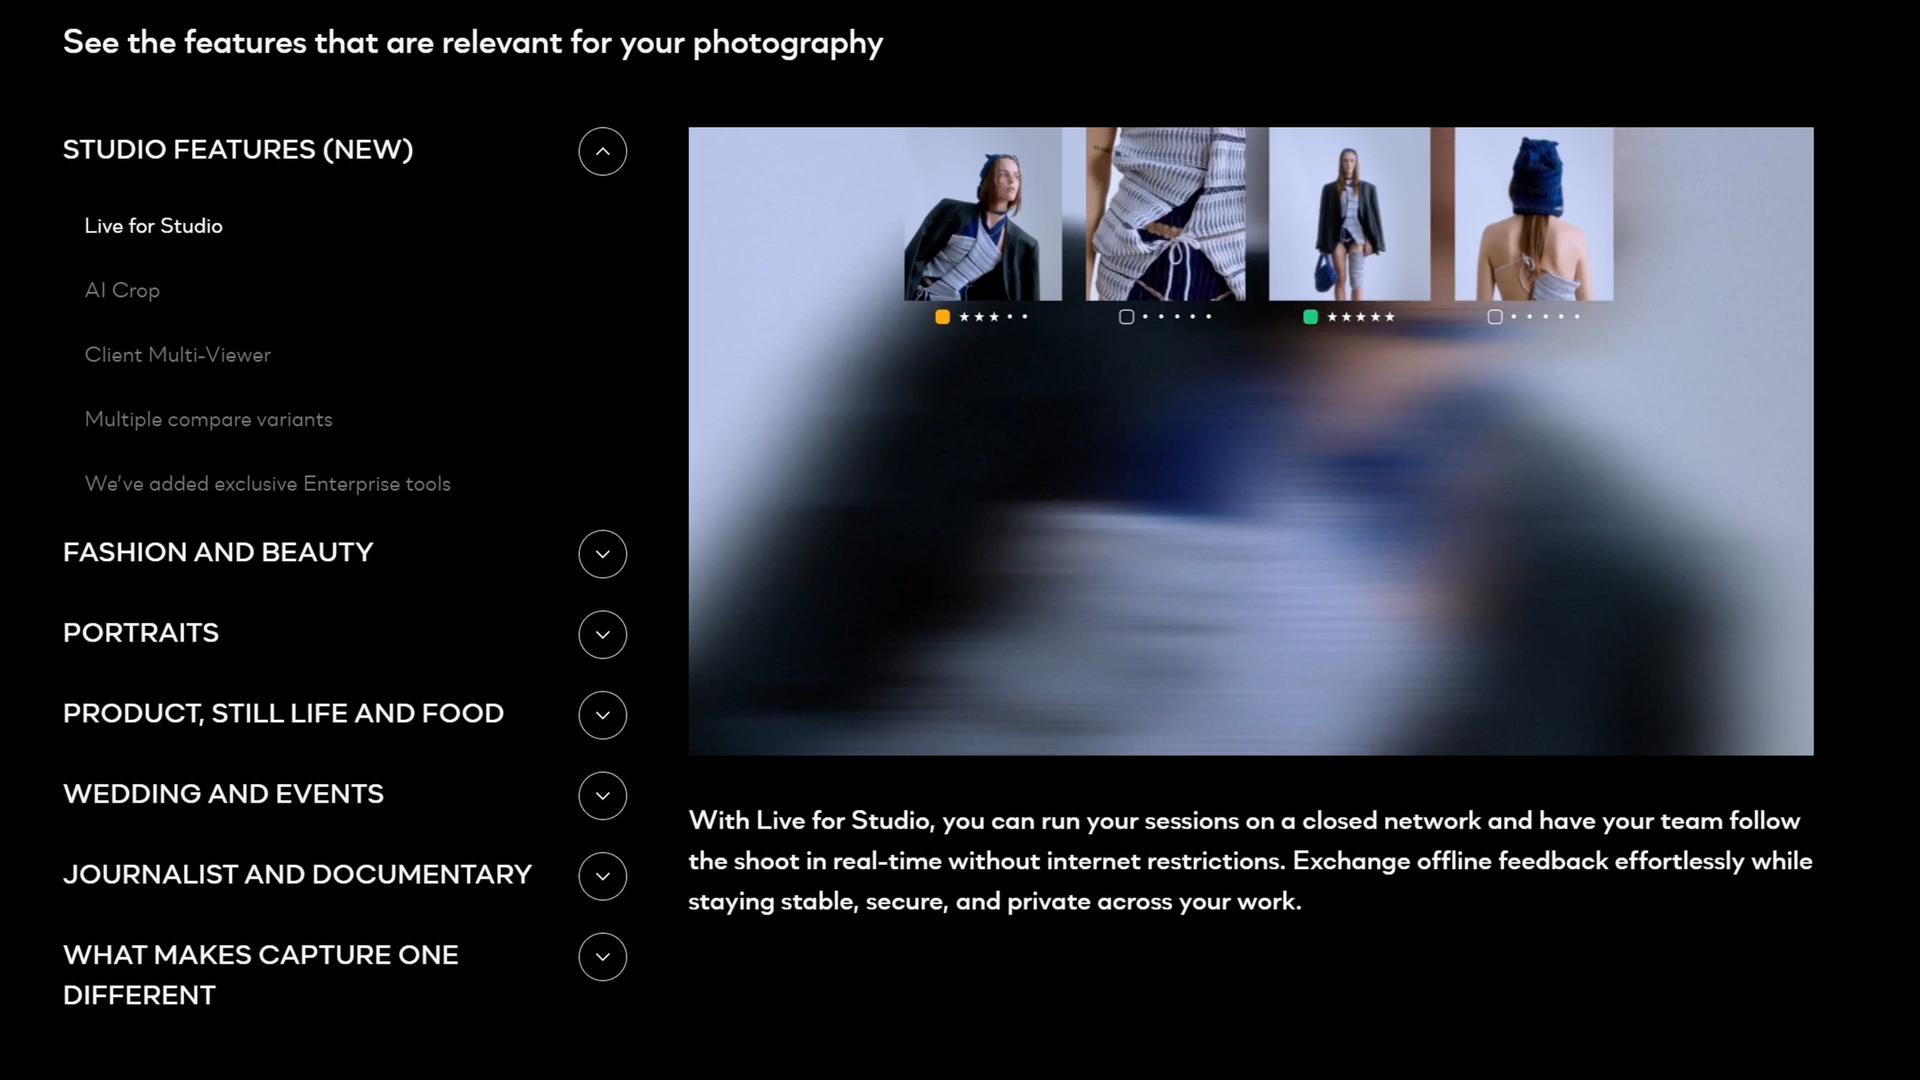 See the features that are relevant for your photography
STUDIO FEATURES (NEW)
Live for Studio
AI Crop
Client Multi-Viewer
Multiple compare variants
We’ve added exclusive Enterprise tools
FASHION AND BEAUTY
PORTRAITS
PRODUCT, STILL LIFE AND FOOD
WEDDING AND EVENTS
JOURNALIST AND DOCUMENTARY
WHAT MAKES CAPTURE ONE
DIFFERENT
With Live for Studio, you can run your sessions on a closed network and have your team follow
the shoot in real-time without internet restrictions. Exchange offline feedback effortlessly while
staying stable, secure, and private across your work.